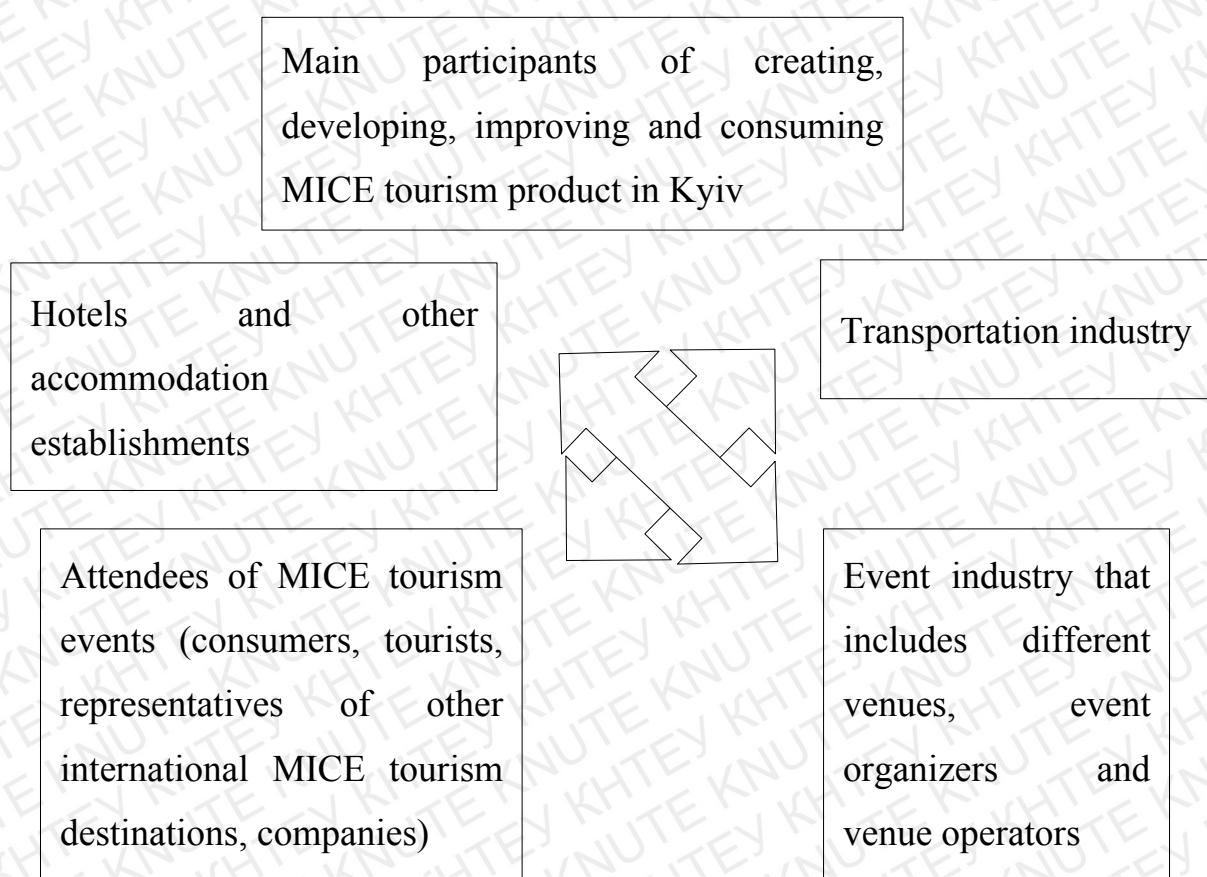 Main participants of creating,
developing, improving and consuming
MICE tourism product in Kyiv
Hotels and other
accommodation
establishments
Transportation industry
Attendees of MICE tourism
events (consumers, tourists,
representatives of other
international MICE tourism
destinations, companies)
Event industry that
includes different
venues, event
organizers and
venue operators